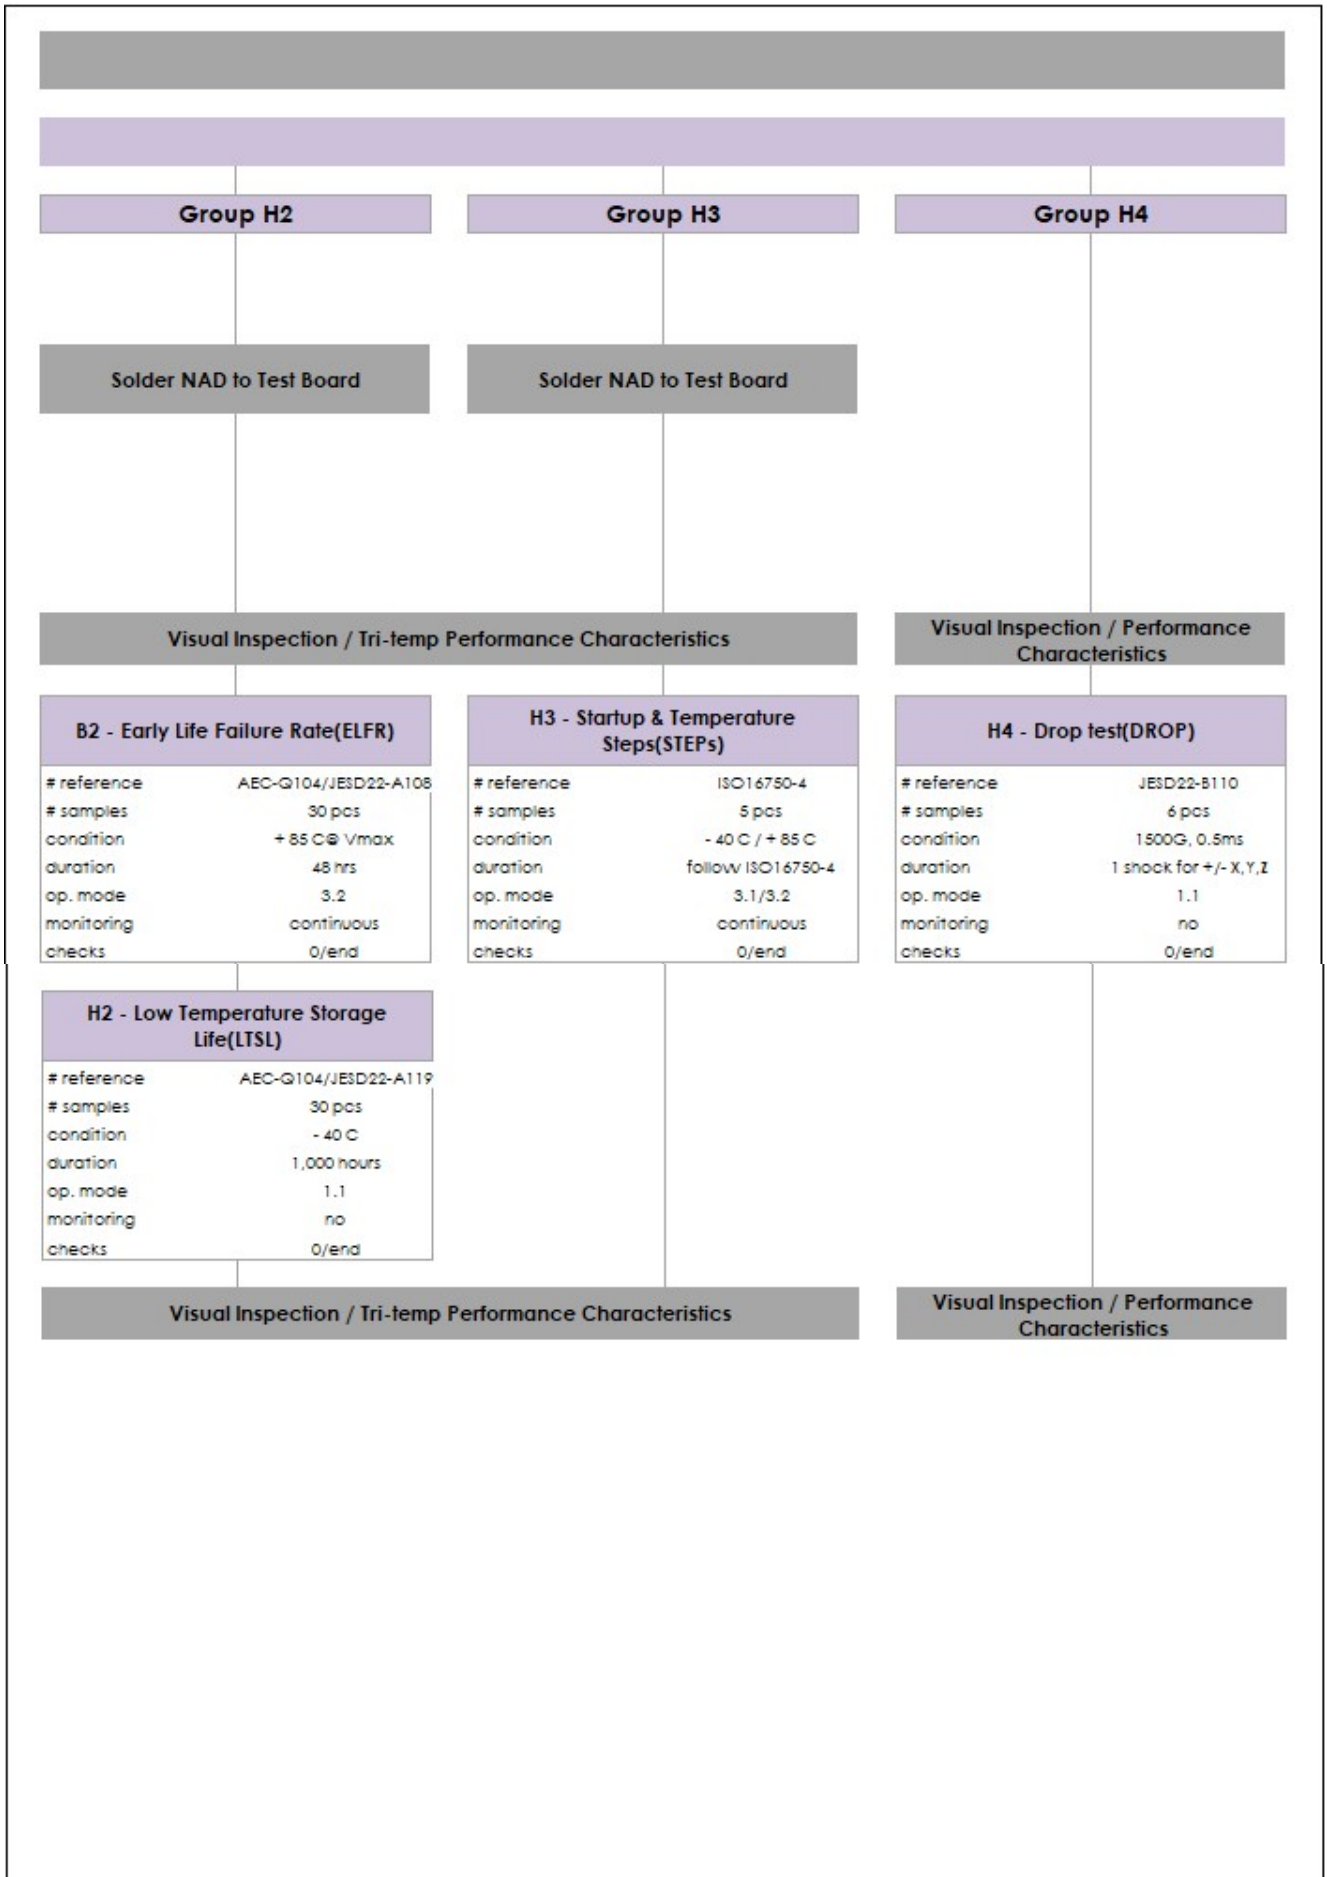 Group H2
Group H3
Group H4
Solder NAD to Test Board
Solder NAD to Test Board
Visual Inspection / Tri-temp Performance Characteristics
Visual Inspection / Performance
Characteristics
B2 - Early Life Failure Rate(ELFR)
# reference AEC-Q104/JESD22-A108
# samples 30 pcs
condition + 85 C@ Vmax
duration 48 hrs
op. mode 3.2
monitoring continuous
checks 0/end
H3 - Startup & Temperature
Steps(STEPs)
# reference ISO16750-4
# samples 5 pcs
condition - 40 C / + 85 C
duration follow ISO16750-4
op. mode 3.1/3.2
monitoring continuous
checks 0/end
H4 - Drop test(DROP)
# reference JESD22-B110
# samples 6 pcs
condition 1500G, 0.5ms
duration 1 shock for +/- X,Y,Z
op. mode 1.1
monitoring no
checks 0/end
H2 - Low Temperature Storage
Life(LTSL)
# reference AEC-Q104/JESD22-A119
# samples 30 pcs
condition - 40 C
duration 1,000 hours
op. mode 1.1
monitoring no
checks 0/end
Visual Inspection / Tri-temp Performance Characteristics
Visual Inspection / Performance
Characteristics